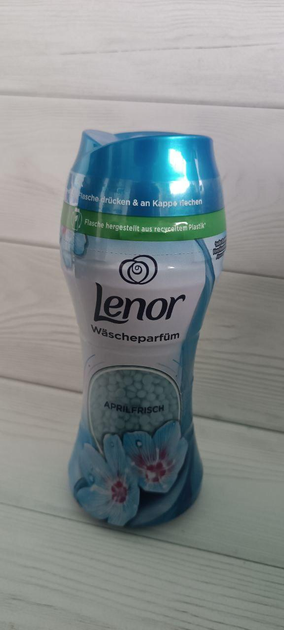 Flasche drücken & an Kappe riechen
Flasche hergestellt aus recyceltem Plastik*
Lenor
Wäscheparfüm
APRILFRISCH